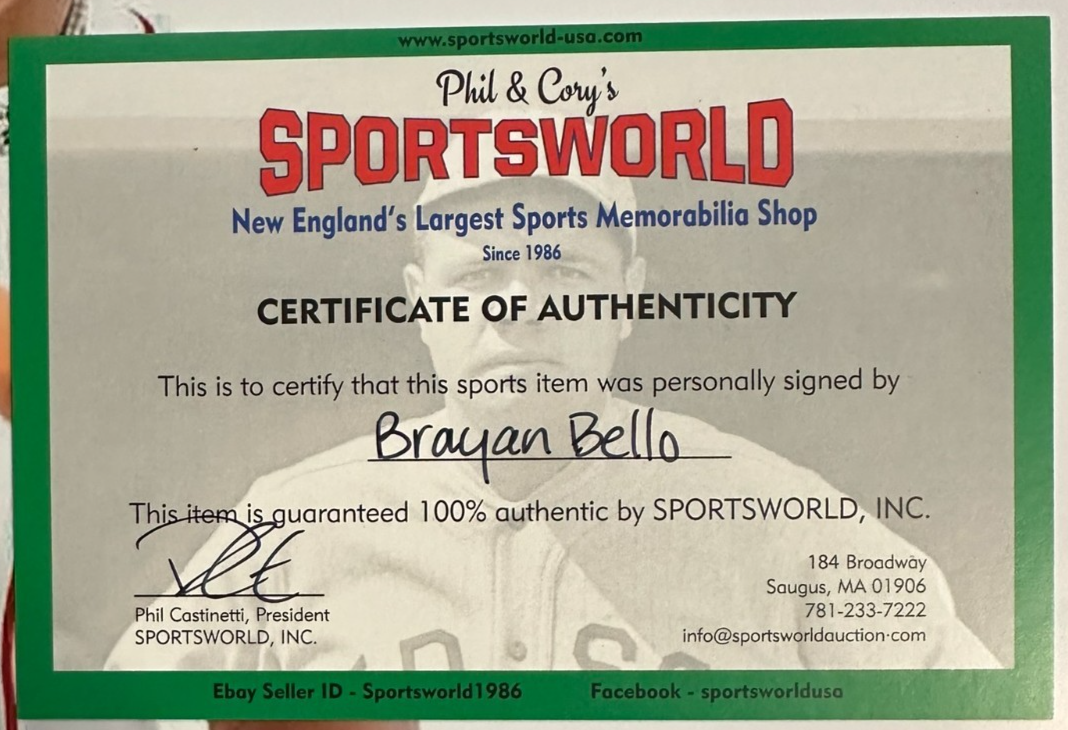 www.sportsworld-usa.com
Phil & Cory's
SPORTSWORLD
New England's Largest Sports Memorabilia Shop
Since 1986
CERTIFICATE OF AUTHENTICITY
This is to certify that this sports item was personally signed by
Brayan Bello
This item is guaranteed 100% authentic by SPORTSWORLD, INC.
Phil Castinetti, President
SPORTSWORLD, INC.
184 Broadway
Saugus, MA 01906
781-233-7222
info@sportsworldauction·com
Ebay Seller ID - Sportsworld1986
Facebook - sportsworldusa